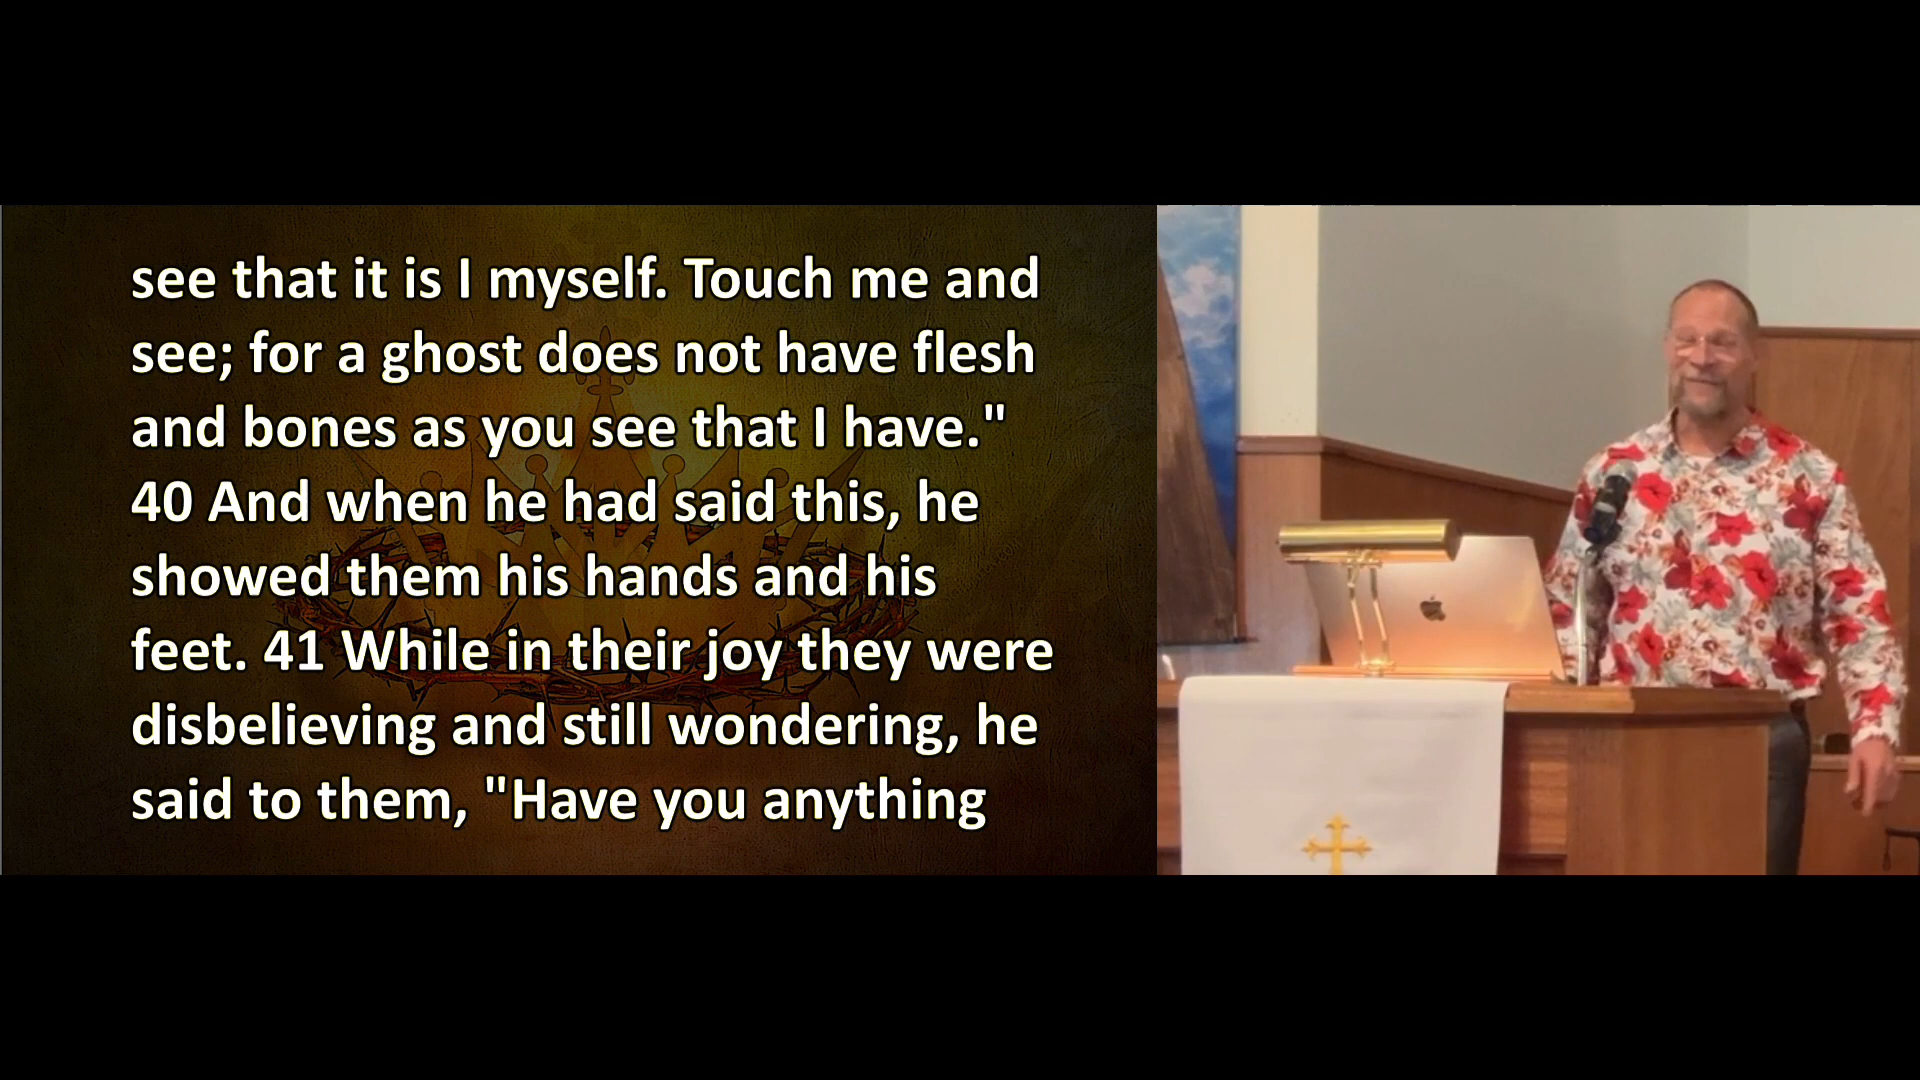 see that it is I myself. Touch me and
see; for a ghost does not have flesh
and bones as you see that I have."
40 And when he had said this, he
showed them his hands and his
feet. 41 While in their joy they were
disbelieving and still wondering, he
said to them, "Have you anything